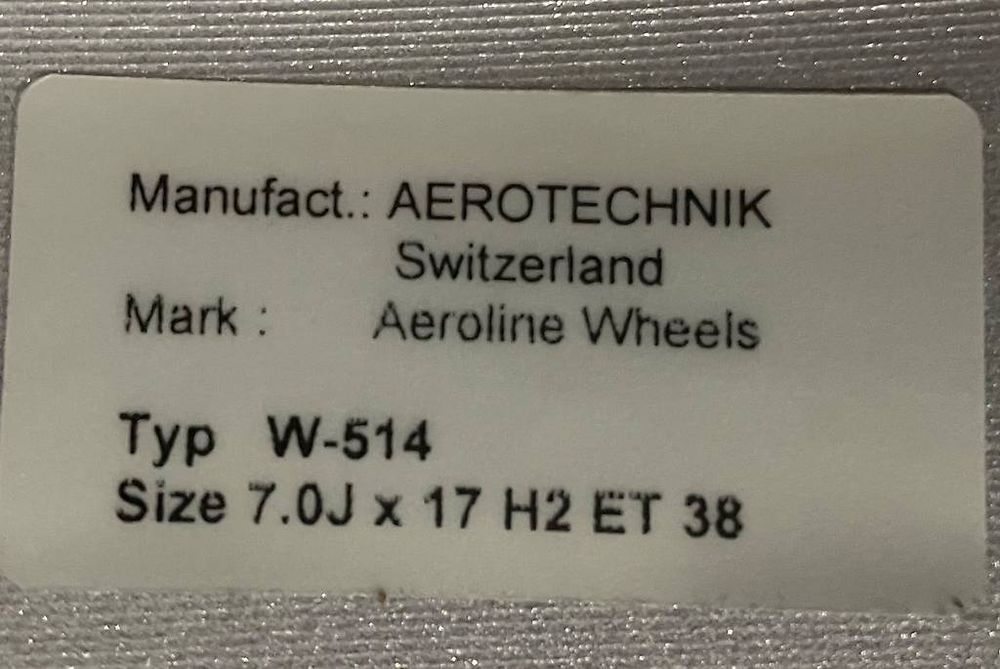 Manufact.: AEROTECHNIK
Switzerland
Mark : Aeroline Wheels
Typ W-514
Size 7.0J x 17 H2 ET 38